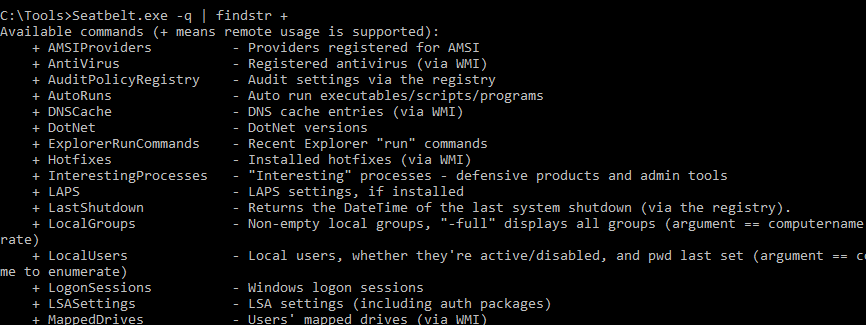 C:\Tools>Seatbelt.exe -q | findstr +
Available commands (+ means remote usage is supported):
    + AMSIProviders          - Providers registered for AMSI
    + AntiVirus              - Registered antivirus (via WMI)
    + AuditPolicyRegistry    - Audit settings via the registry
    + AutoRuns               - Auto run executables/scripts/programs
    + DNSCache               - DNS cache entries (via WMI)
    + DotNet                 - DotNet versions
    + ExplorerRunCommands    - Recent Explorer "run" commands
    + Hotfixes               - Installed hotfixes (via WMI)
    + InterestingProcesses   - "Interesting" processes - defensive products and admin tools
    + LAPS                   - LAPS settings, if installed
    + LastShutdown           - Returns the DateTime of the last system shutdown (via the registry).
    + LocalGroups            - Non-empty local groups, "-full" displays all groups (argument == computername
rate)
    + LocalUsers             - Local users, whether they're active/disabled, and pwd last set (argument == co
me to enumerate)
    + LogonSessions          - Windows logon sessions
    + LSASettings            - LSA settings (including auth packages)
    + MappedDrives           - Users' mapped drives (via WMI)